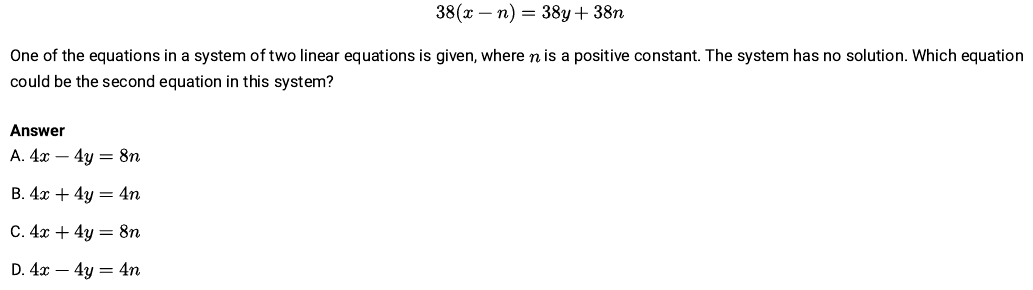 38(x − n) = 38y + 38n
One of the equations in a system of two linear equations is given, where n is a positive constant. The system has no solution. Which equation
could be the second equation in this system?
Answer
A. 4x − 4y = 8n
B. 4x + 4y = 4n
C. 4x + 4y = 8n
D. 4x − 4y = 4n